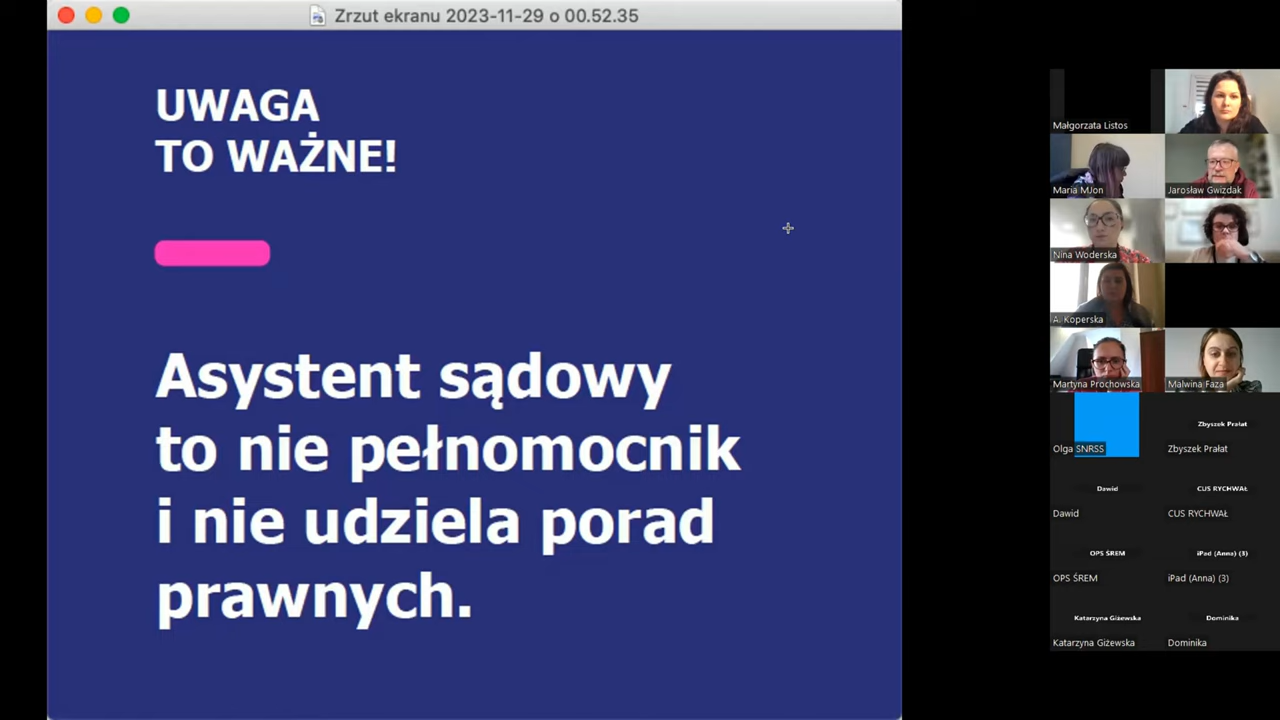 Zrzut ekranu 2023-11-29 o 00.52.35
UWAGA
TO WAŻNE!
Asystent sądowy
to nie pełnomocnik
i nie udziela porad
prawnych.
Małgorzata Listos
Maria MJon
Jarosław Gwizdak
Nina Woderska
A. Koperska
Martyna Prochowska
Malwina Faza
Olga SNRSS
Zbyszek Prałat
Zbyszek Prałat
Dawid
Dawid
CUS RYCHWAŁ
CUS RYCHWAŁ
OPS ŚREM
OPS ŚREM
iPad (Anna) (3)
iPad (Anna) (3)
Katarzyna Giżewska
Katarzyna Giżewska
Dominika
Dominika